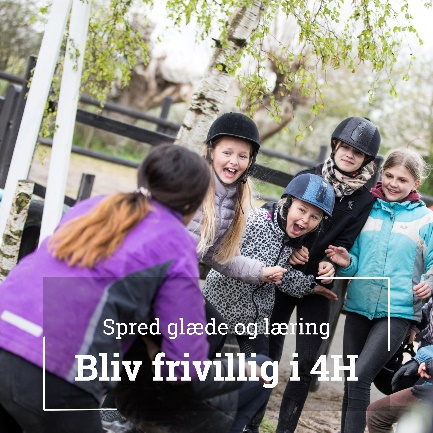 Spred glæde og læring
Bliv frivillig i 4H